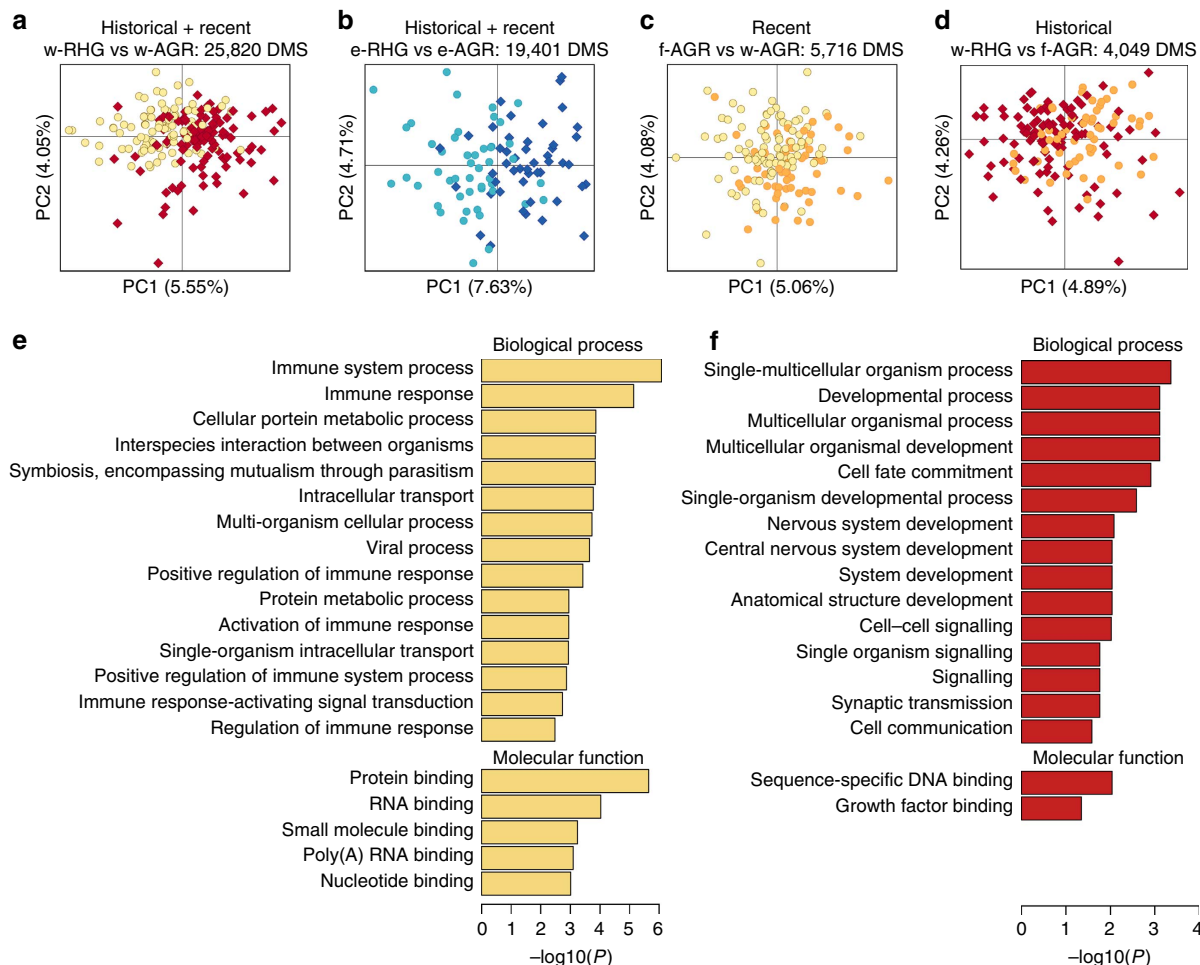 a
Historical + recent
w-RHG vs w-AGR: 25,820 DMS
PC2 (4.05%)
PC1 (5.55%)
b
Historical + recent
e-RHG vs e-AGR: 19,401 DMS
PC2 (4.71%)
PC1 (7.63%)
c
Recent
f-AGR vs w-AGR: 5,716 DMS
PC2 (4.08%)
PC1 (5.06%)
d
Historical
w-RHG vs f-AGR: 4,049 DMS
PC2 (4.26%)
PC1 (4.89%)
e
Biological process
Immune system process
Immune response
Cellular portein metabolic process
Interspecies interaction between organisms
Symbiosis, encompassing mutualism through parasitism
Intracellular transport
Multi-organism cellular process
Viral process
Positive regulation of immune response
Protein metabolic process
Activation of immune response
Single-organism intracellular transport
Positive regulation of immune system process
Immune response-activating signal transduction
Regulation of immune response
Molecular function
Protein binding
RNA binding
Small molecule binding
Poly(A) RNA binding
Nucleotide binding
0 1 2 3 4 5 6
–log10(P)
f
Biological process
Single-multicellular organism process
Developmental process
Multicellular organismal process
Multicellular organismal development
Cell fate commitment
Single-organism developmental process
Nervous system development
Central nervous system development
System development
Anatomical structure development
Cell–cell signalling
Single organism signalling
Signalling
Synaptic transmission
Cell communication
Molecular function
Sequence-specific DNA binding
Growth factor binding
0 1 2 3 4
–log10(P)